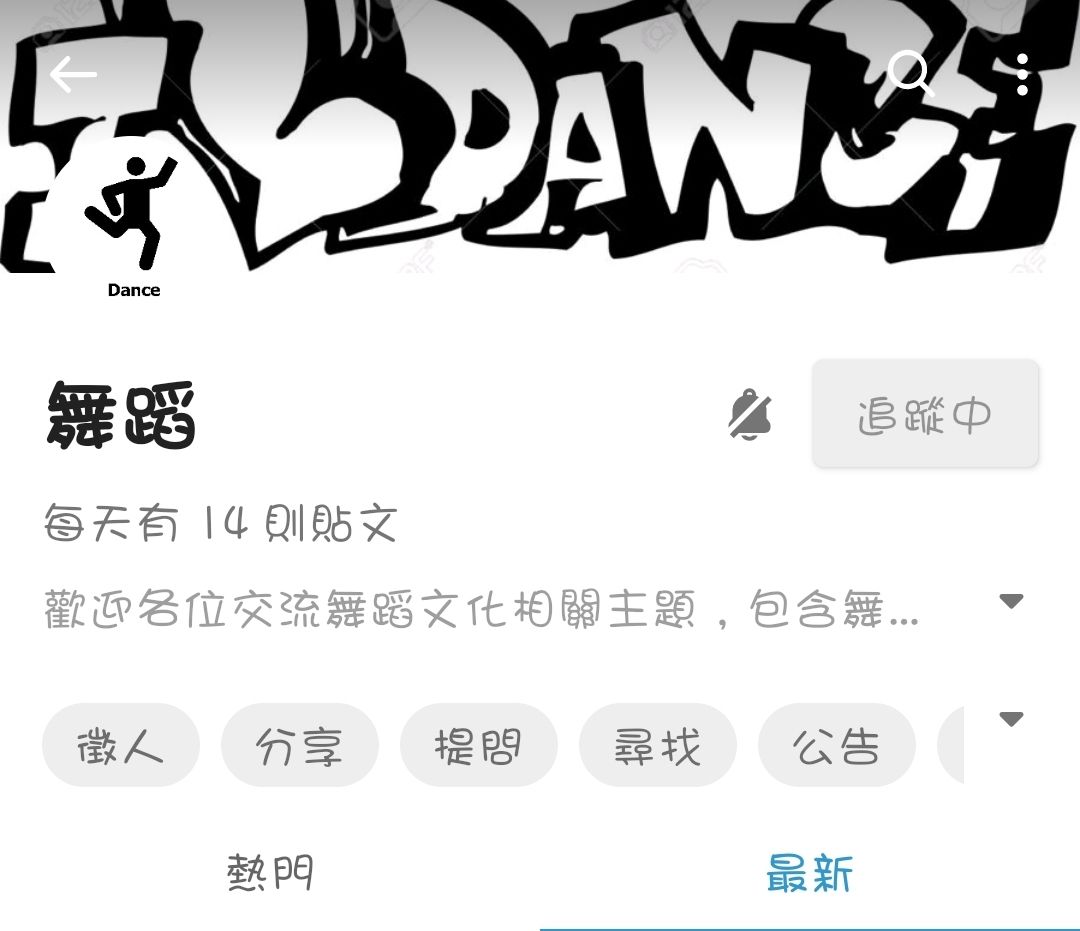 DANCE
Dance
舞蹈
追蹤中
每天有 14 則貼文
歡迎各位交流舞蹈文化相關主題，包含舞...
徵人 分享 提問 尋找 公告
熱門 最新